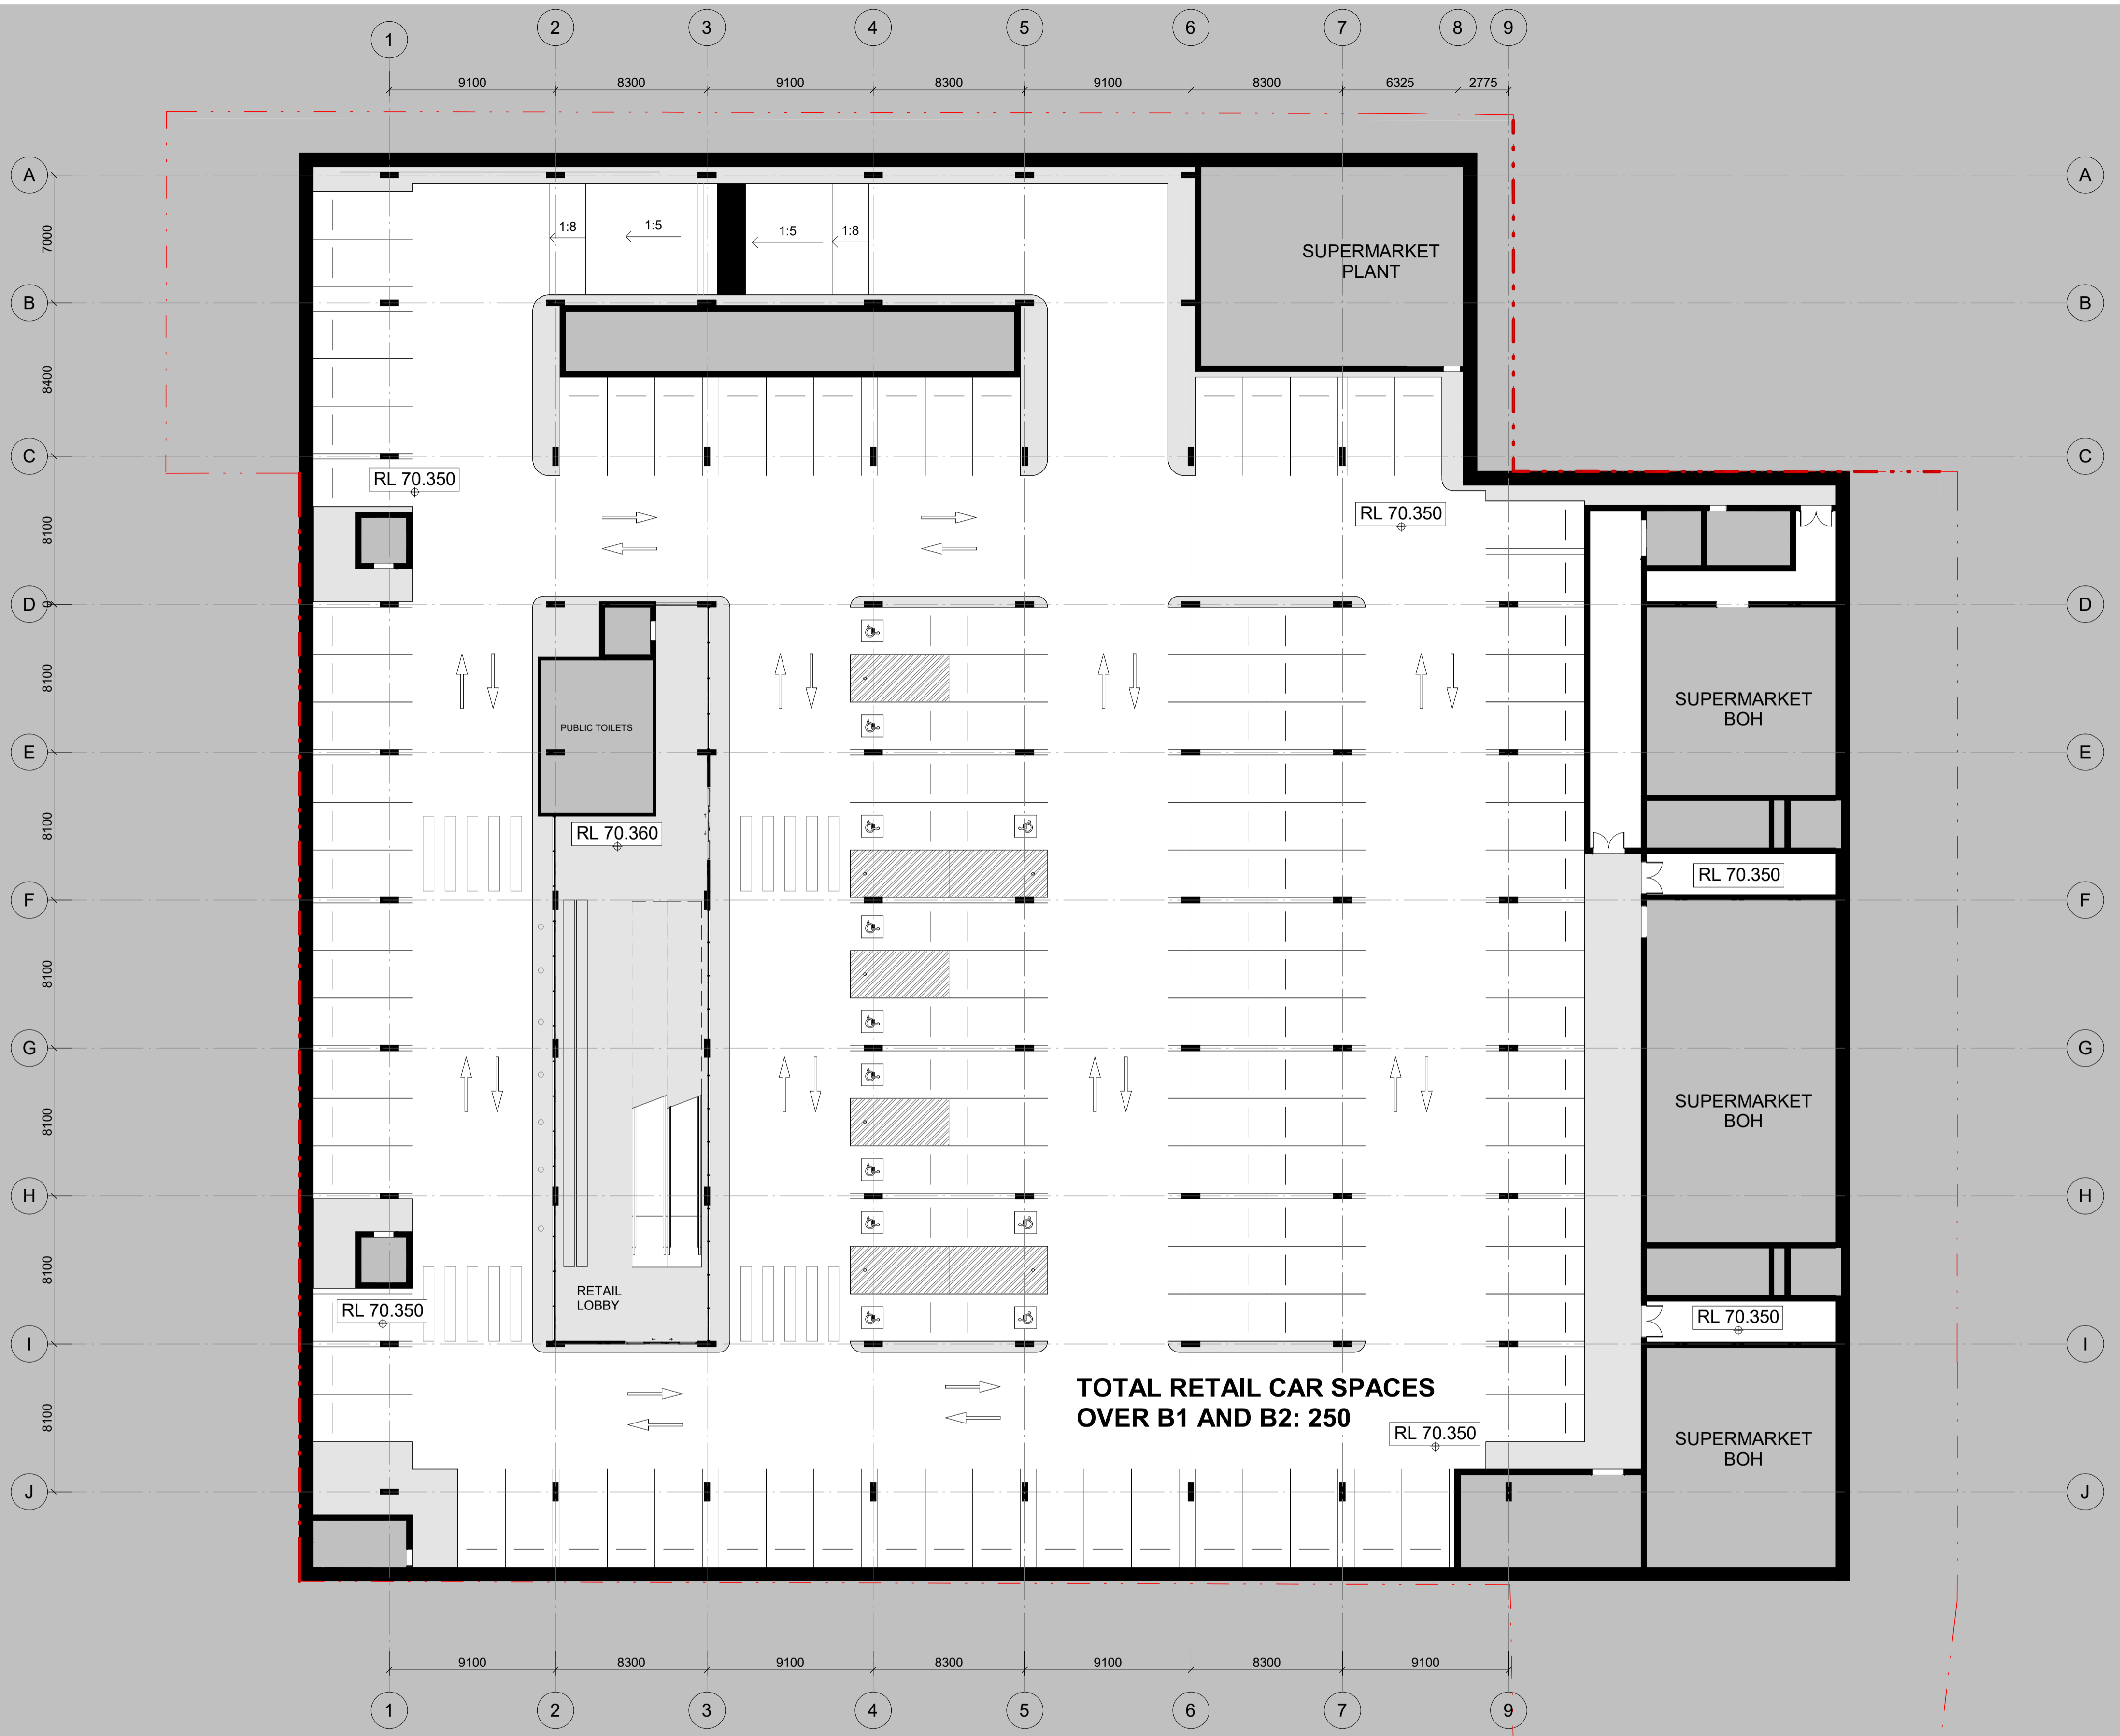 1 2 3 4 5 6 7 8 9
9100 8300 9100 8300 9100 8300 6325 2775
A A
7000
1:8 1:5 1:5 1:8
SUPERMARKET
PLANT
B B
8400
C C
RL 70.350
RL 70.350
8100
D 0 D
8100
SUPERMARKET
BOH
PUBLIC TOILETS
E E
8100
RL 70.360
RL 70.350
F F
8100
G G
8100
SUPERMARKET
BOH
H H
8100
RETAIL
LOBBY
RL 70.350
RL 70.350
I I
TOTAL RETAIL CAR SPACES
OVER B1 AND B2: 250
8100
RL 70.350
SUPERMARKET
BOH
J J
9100 8300 9100 8300 9100 8300 9100
1 2 3 4 5 6 7 9